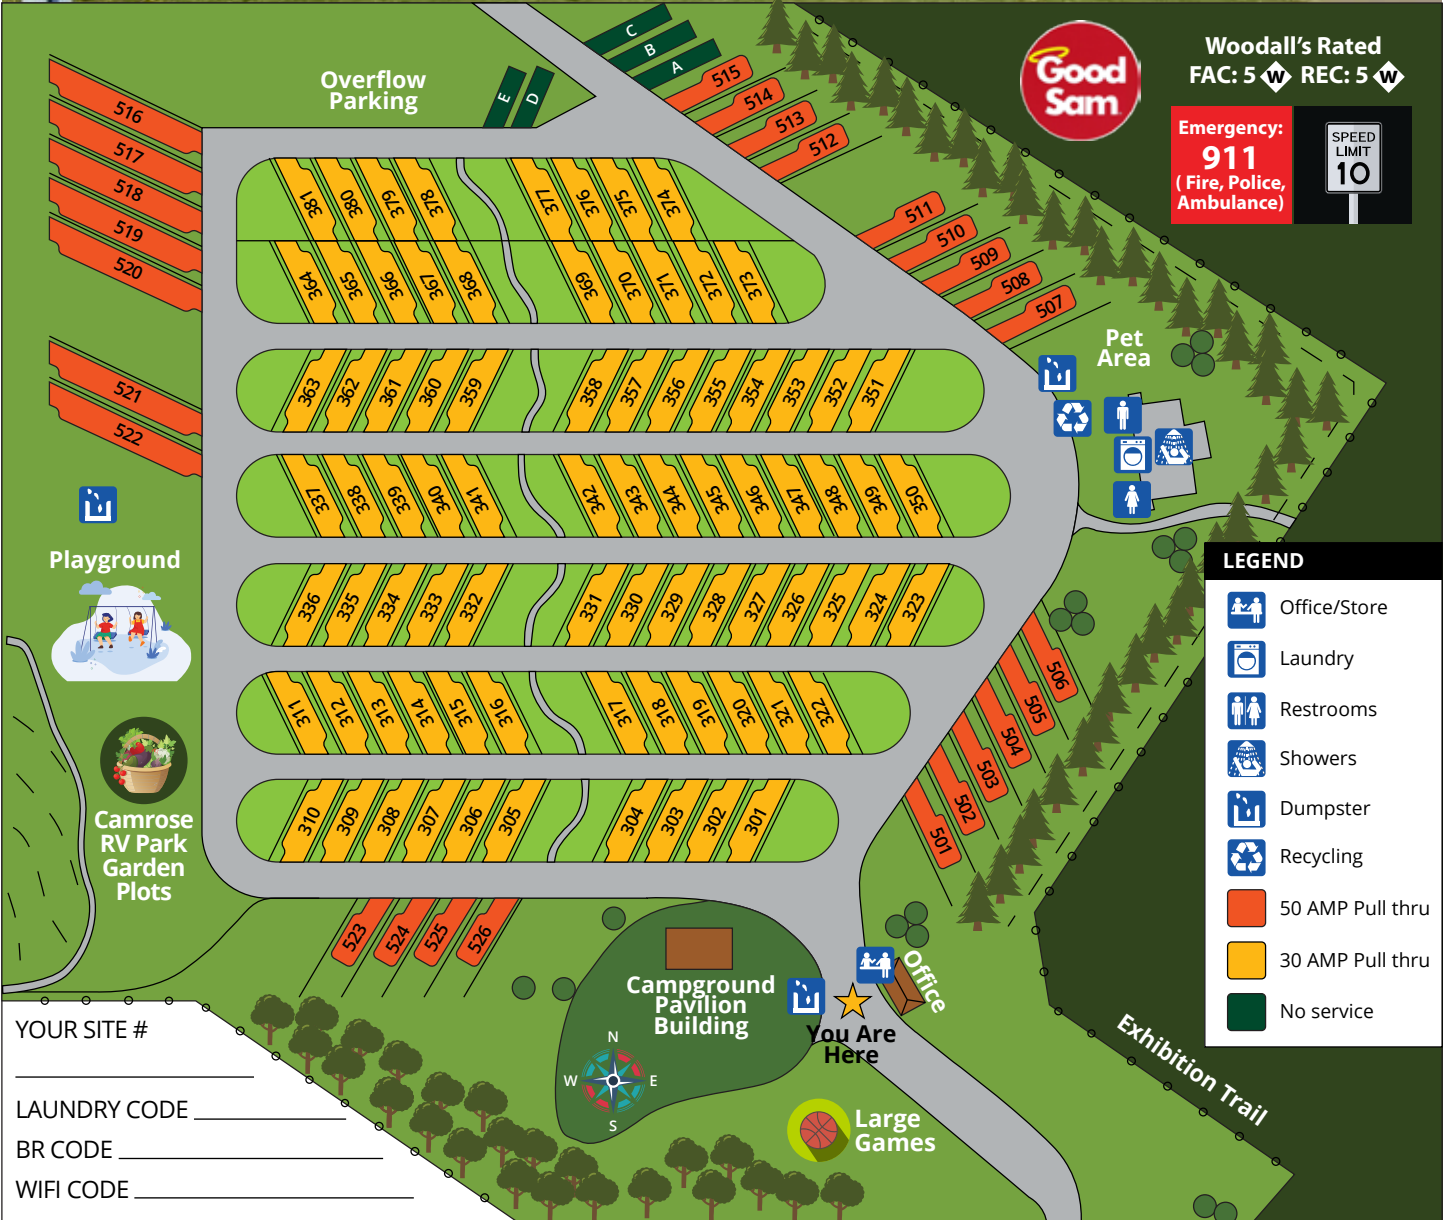 C
B
A
E
D
Overflow
Parking
Good
Sam
Woodall's Rated
FAC: 5 W REC: 5 W
Emergency:
911
( Fire, Police,
Ambulance)
SPEED
LIMIT
10
515
514
513
512
511
510
509
508
507
516
517
518
519
520
521
522
381 380 379 378 377 376 375 374
364 365 366 367 368 369 370 371 372 373
363 362 361 360 359 358 357 356 355 354 353 352 351
337 338 339 340 341 342 343 344 345 346 347 348 349 350
336 335 334 333 332 331 330 329 328 327 326 325 324 323
311 312 313 314 315 316 317 318 319 320 321 322
310 309 308 307 306 305 304 303 302 301
Pet
Area
Playground
Camrose
RV Park
Garden
Plots
506
505
504
503
502
501
523 524 525 526
LEGEND
Office/Store
Laundry
Restrooms
Showers
Dumpster
Recycling
50 AMP Pull thru
30 AMP Pull thru
No service
Campground
Pavilion
Building
Office
You Are
Here
N
W E
S
Large
Games
Exhibition Trail
YOUR SITE #
LAUNDRY CODE
BR CODE
WIFI CODE